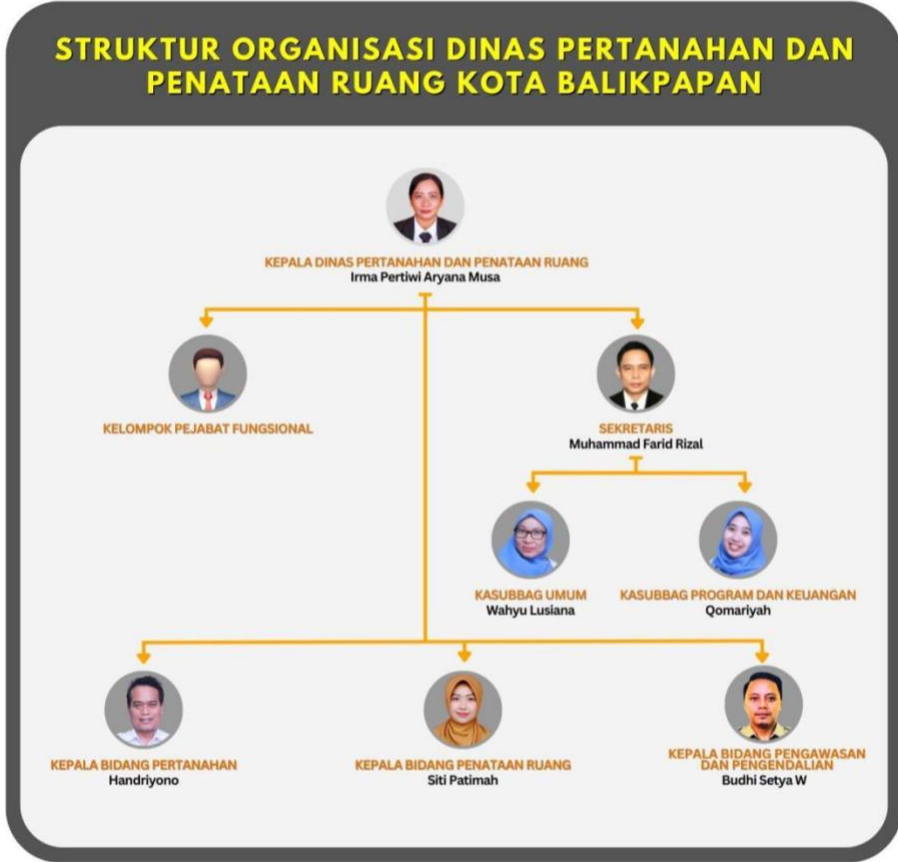 STRUKTUR ORGANISASI DINAS PERTANAHAN DAN
PENATAAN RUANG KOTA BALIKPAPAN
KEPALA DINAS PERTANAHAN DAN PENATAAN RUANG
Irma Pertiwi Aryana Musa
KELOMPOK PEJABAT FUNGSIONAL
SEKRETARIS
Muhammad Farid Rizal
KASUBBAG UMUM
Wahyu Lusiana
KASUBBAG PROGRAM DAN KEUANGAN
Qomariyah
KEPALA BIDANG PERTANAHAN
Handriyono
KEPALA BIDANG PENATAAN RUANG
Siti Patimah
KEPALA BIDANG PENGAWASAN
DAN PENGENDALIAN
Budhi Setya W